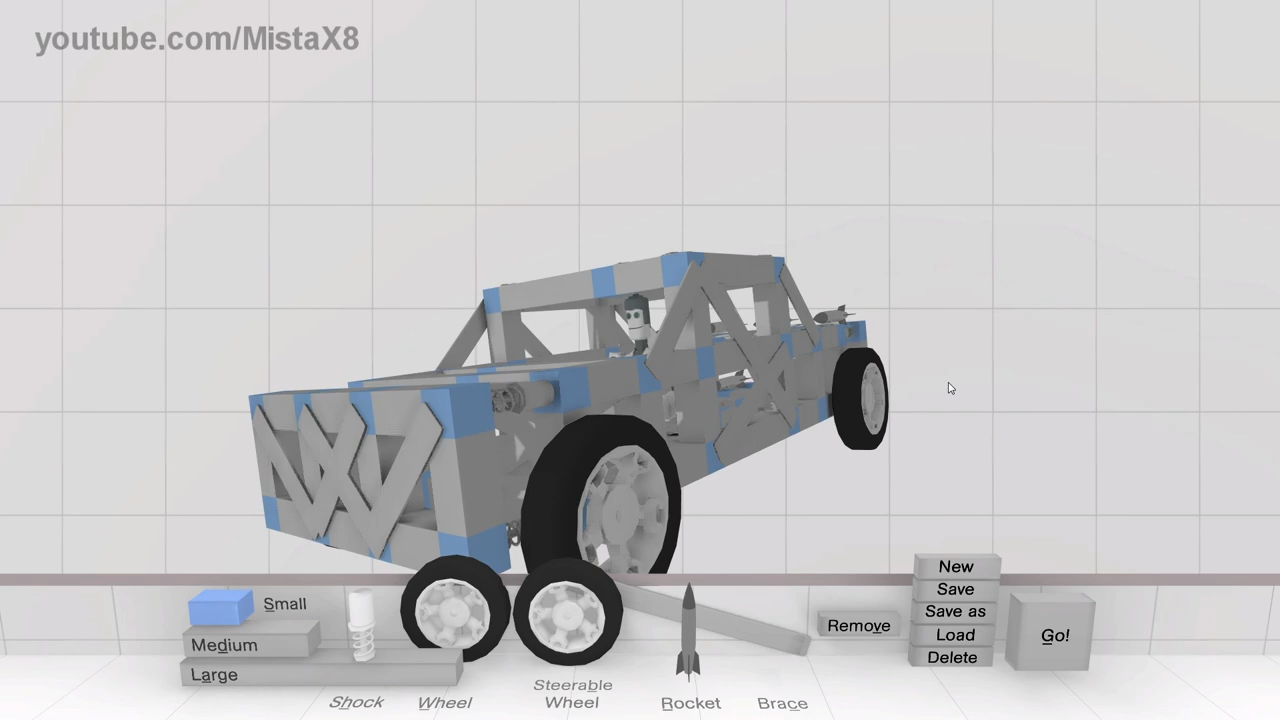 youtube.com/MistaX8
Small
Medium
Large
Shock
Wheel
Steerable
Wheel
Rocket
Brace
Remove
New
Save
Save as
Load
Delete
Go!